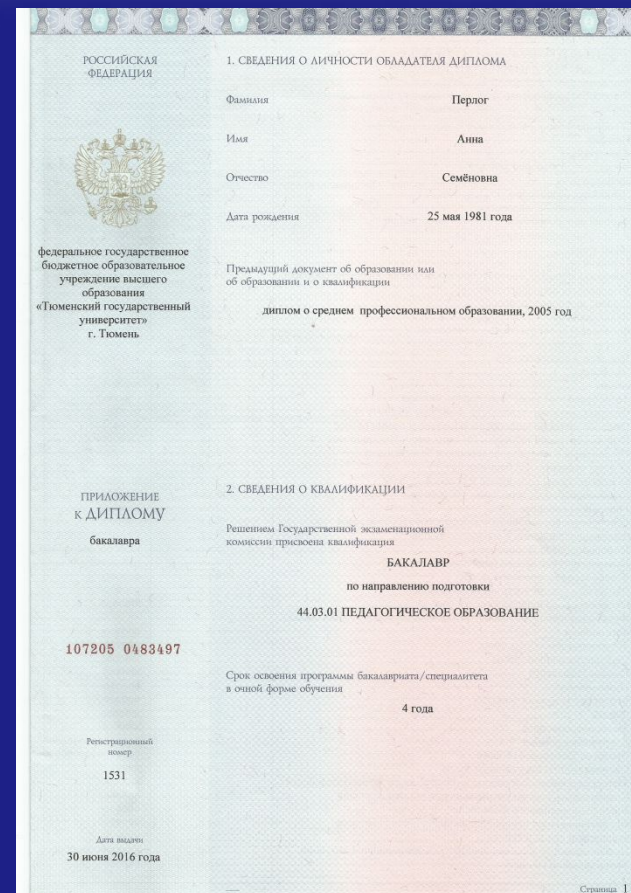 РОССИЙСКАЯ
ФЕДЕРАЦИЯ
федеральное государственное
бюджетное образовательное
учреждение высшего
образования
«Тюменский государственный
университет»
г. Тюмень
ПРИЛОЖЕНИЕ
к ДИПЛОМУ
бакалавра
107205 0483497
Регистрационный
номер
1531
Дата выдачи
30 июня 2016 года
1. СВЕДЕНИЯ О ЛИЧНОСТИ ОБЛАДАТЕЛЯ ДИПЛОМА
Фамилия Перлог
Имя Анна
Отчество Семёновна
Дата рождения 25 мая 1981 года
Предыдущий документ об образовании или
об образовании и о квалификации
диплом о среднем профессиональном образовании, 2005 год
2. СВЕДЕНИЯ О КВАЛИФИКАЦИИ
Решением Государственной экзаменационной
комиссии присвоена квалификация
БАКАЛАВР
по направлению подготовки
44.03.01 ПЕДАГОГИЧЕСКОЕ ОБРАЗОВАНИЕ
Срок освоения программы бакалавриата/специалитета
в очной форме обучения
4 года
Страница 1